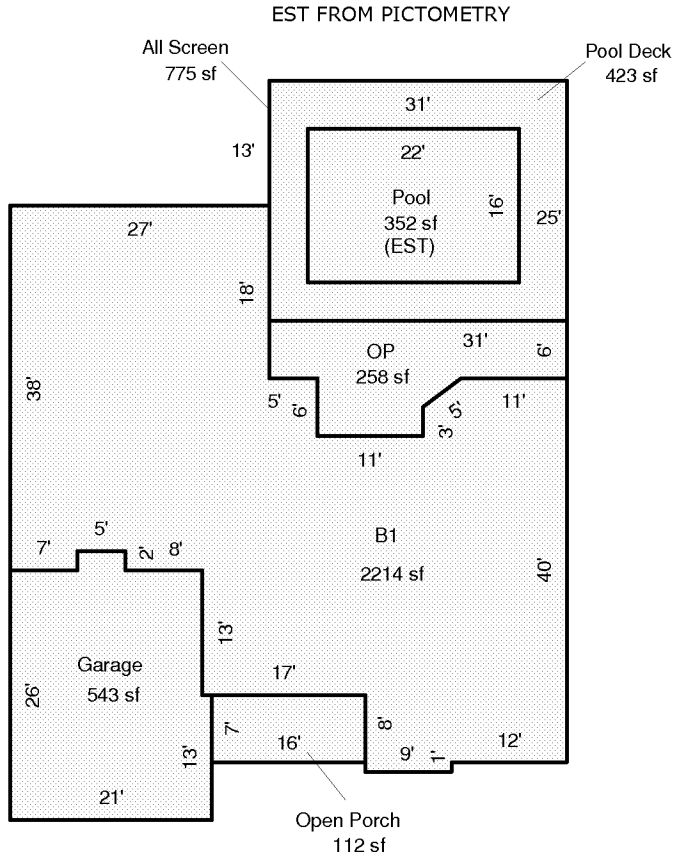 EST FROM PICTOMETRY
All Screen
775 sf
Pool Deck
423 sf
31'
13'
22'
Pool
352 sf
(EST)
16'
25'
27'
18'
31'
OP
258 sf
6'
38'
5'
6'
5'
11'
3'
11'
5'
7'
2'
8'
B1
2214 sf
40'
13'
Garage
543 sf
26'
17'
7'
8'
16'
13'
9'
1'
12'
21'
Open Porch
112 sf